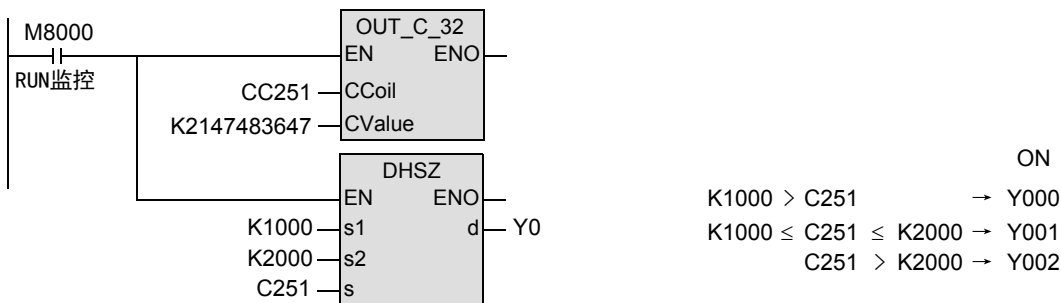 M8000
RUN监控
OUT_C_32
EN ENO
CC251 CCoil
K2147483647 CValue
DHSZ
EN ENO
K1000 s1 d Y0
K2000 s2
C251 s
ON
K1000 > C251 → Y000
K1000 ≤ C251 ≤ K2000 → Y001
C251 > K2000 → Y002